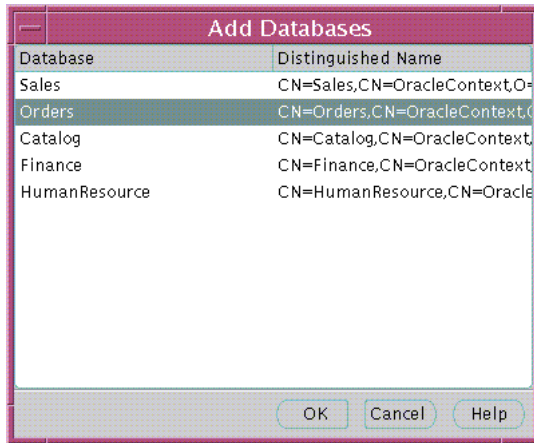 Add Databases
Database Distinguished Name
Sales CN=Sales,CN=OracleContext,O=
Orders CN=Orders,CN=OracleContext,
Catalog CN=Catalog,CN=OracleContext,
Finance CN=Finance,CN=OracleContext,
HumanResource CN=HumanResource,CN=Oracle
OK Cancel Help